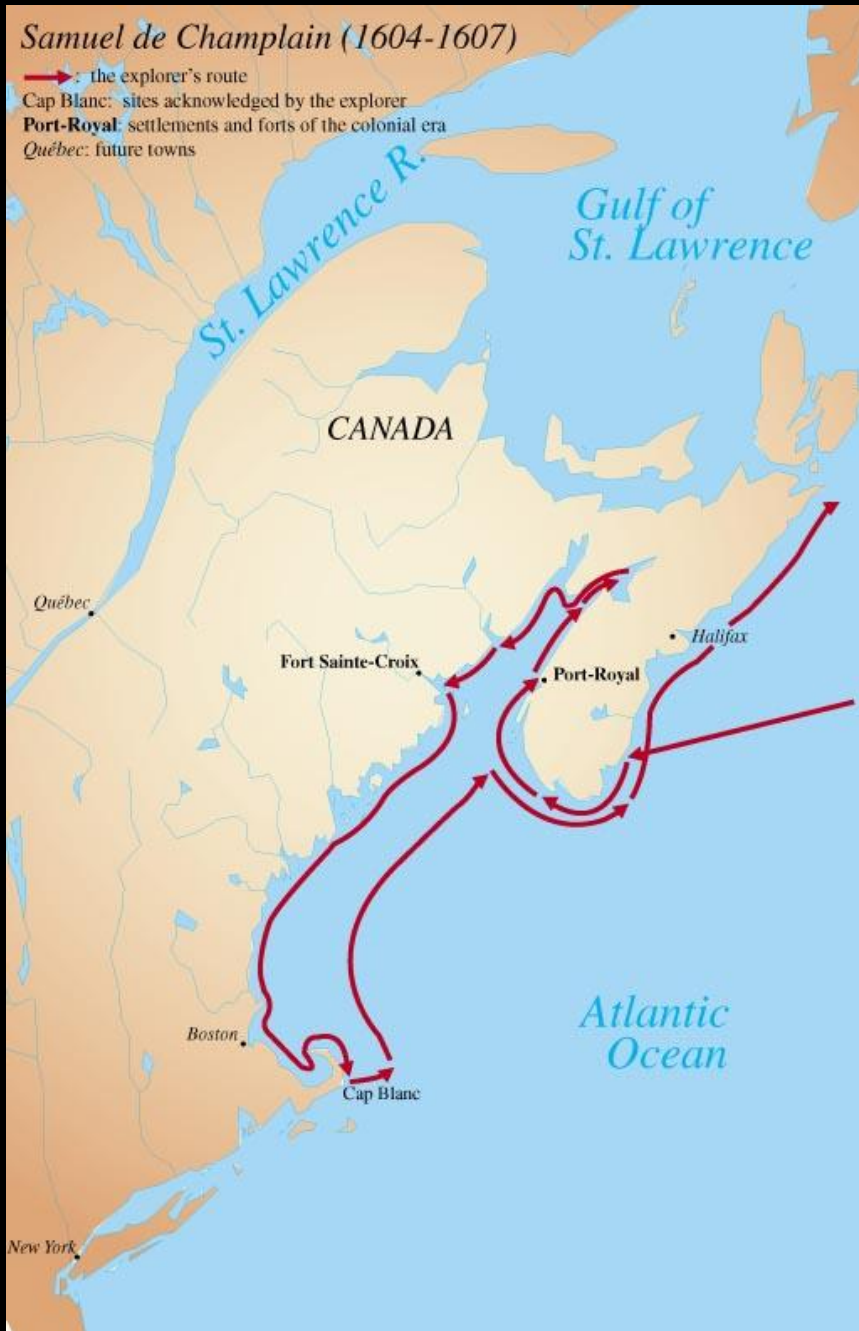 Samuel de Champlain (1604-1607)
: the explorer's route
Cap Blanc: sites acknowledged by the explorer
Port-Royal: settlements and forts of the colonial era
Québec: future towns
St. Lawrence R.
Gulf of
St. Lawrence
CANADA
Québec
Halifax
Fort Sainte-Croix
Port-Royal
Atlantic
Ocean
Boston
Cap Blanc
New York